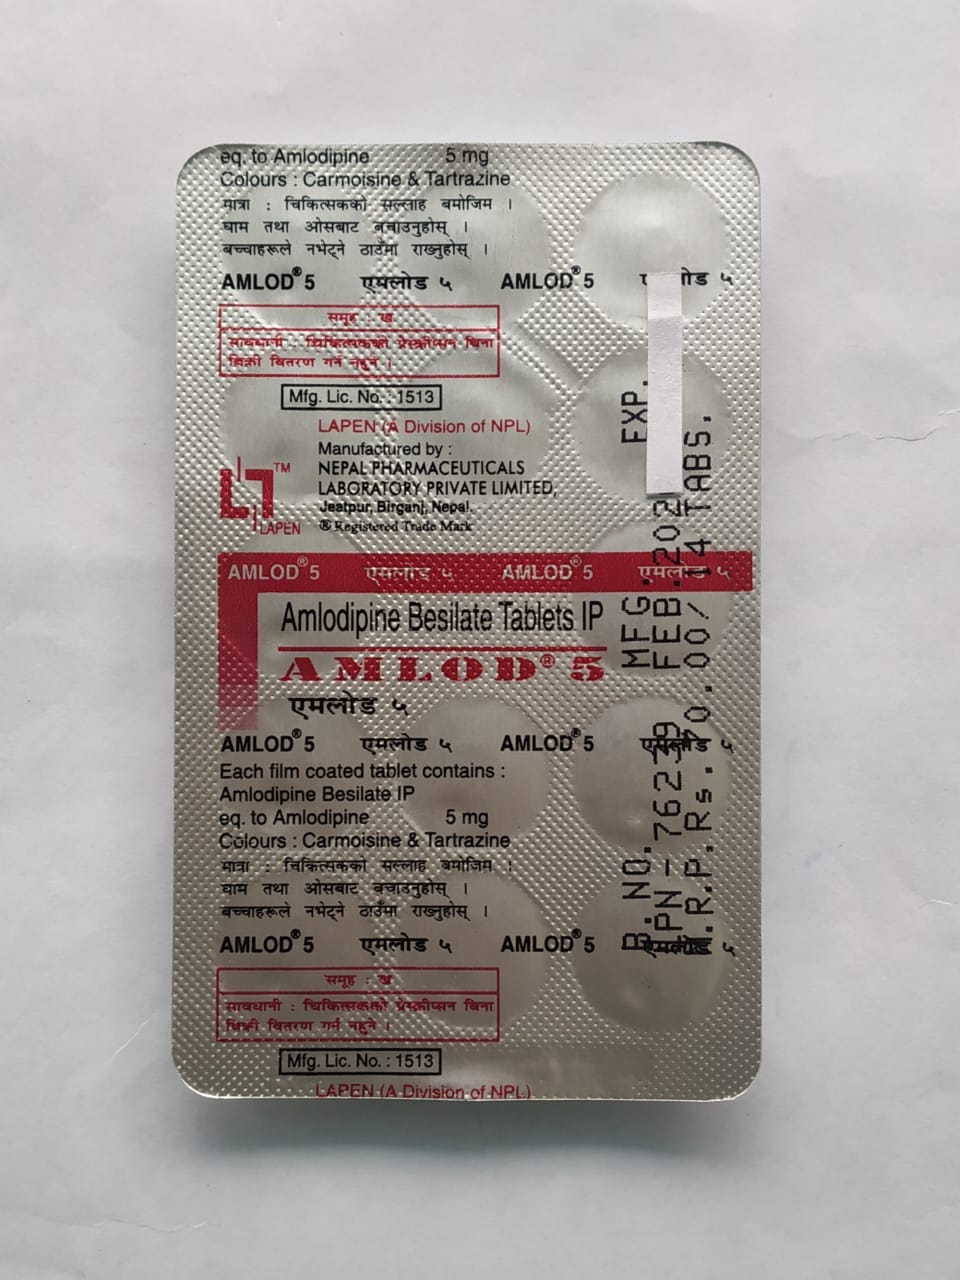 eq. to Amlodipine 5 mg
Colours : Carmoisine & Tartrazine
मात्रा : चिकित्सकको सल्लाह बमोजिम ।
घाम तथा ओसबाट बचाउनुहोस् ।
बच्चाहरूले नभेट्ने ठाउँमा राख्नुहोस् ।
AMLOD® 5 एमलोड ५ AMLOD® 5 ५
समूह : ख
सावधानी : चिकित्सकको प्रेस्क्रीप्सन बिना
बिक्री वितरण गर्न नहुने ।
Mfg. Lic. No. : 1513
LAPEN (A Division of NPL)
Manufactured by :
NEPAL PHARMACEUTICALS
LABORATORY PRIVATE LIMITED,
Jeetpur, Birganj, Nepal.
® Registered Trade Mark
TM
LAPEN
AMLOD® 5 एमलोड ५ AMLOD® 5 एमलोड ५
Amlodipine Besilate Tablets IP
AMLOD® 5
एमलोड ५
AMLOD® 5 एमलोड ५ AMLOD® 5 एमलोड ५
Each film coated tablet contains :
Amlodipine Besilate IP
eq. to Amlodipine 5 mg
Colours : Carmoisine & Tartrazine
मात्रा : चिकित्सकको सल्लाह बमोजिम ।
घाम तथा ओसबाट बचाउनुहोस् ।
बच्चाहरूले नभेट्ने ठाउँमा राख्नुहोस् ।
AMLOD® 5 एमलोड ५ AMLOD® 5 एमलोड ५
समूह : ख
सावधानी : चिकित्सकको प्रेस्क्रीप्सन बिना
बिक्री वितरण गर्न नहुने ।
Mfg. Lic. No. : 1513
LAPEN (A Division of NPL)
B. NO. MFG. EXP.
FEB.
M.R.P. Rs. 14 TABS.